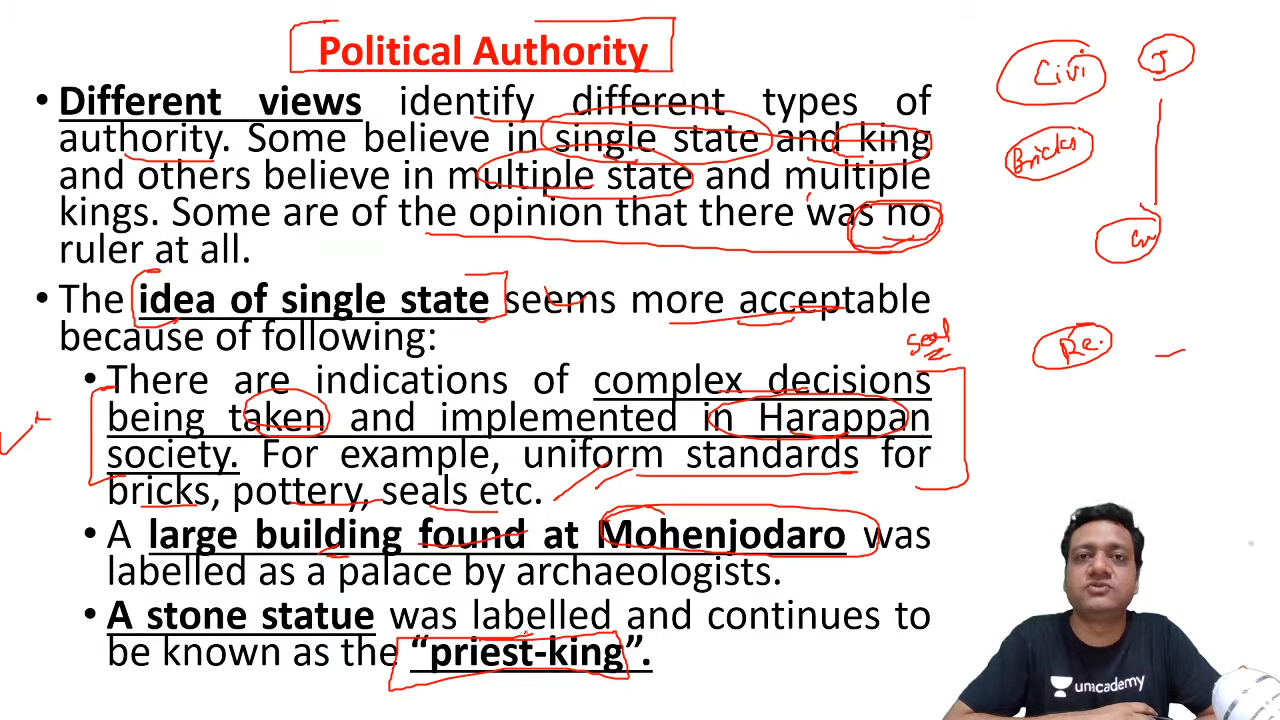 Political Authority
• Different views identify different types of
authority. Some believe in single state and king
and others believe in multiple state and multiple
kings. Some are of the opinion that there was no
ruler at all.
• The idea of single state seems more acceptable
because of following:
• There are indications of complex decisions
being taken and implemented in Harappan
society. For example, uniform standards for
bricks, pottery, seals etc.
• A large building found at Mohenjodaro was
labelled as a palace by archaeologists.
• A stone statue was labelled and continues to
be known as the “priest-king”.
Civi
J
Bricks
Seal
Re.
unacademy